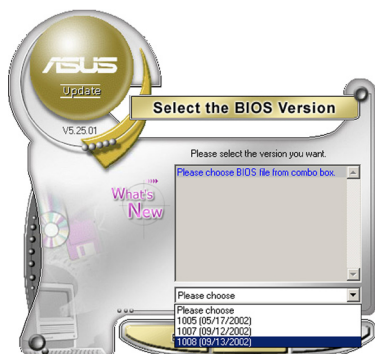 ASUS
Update
V5.25.01
Select the BIOS Version
Please select the version you want.
Please choose BIOS file from combo box.
What's
New
Please choose
Please choose
1005 (05/17/2002)
1007 (09/12/2002)
1008 (09/13/2002)